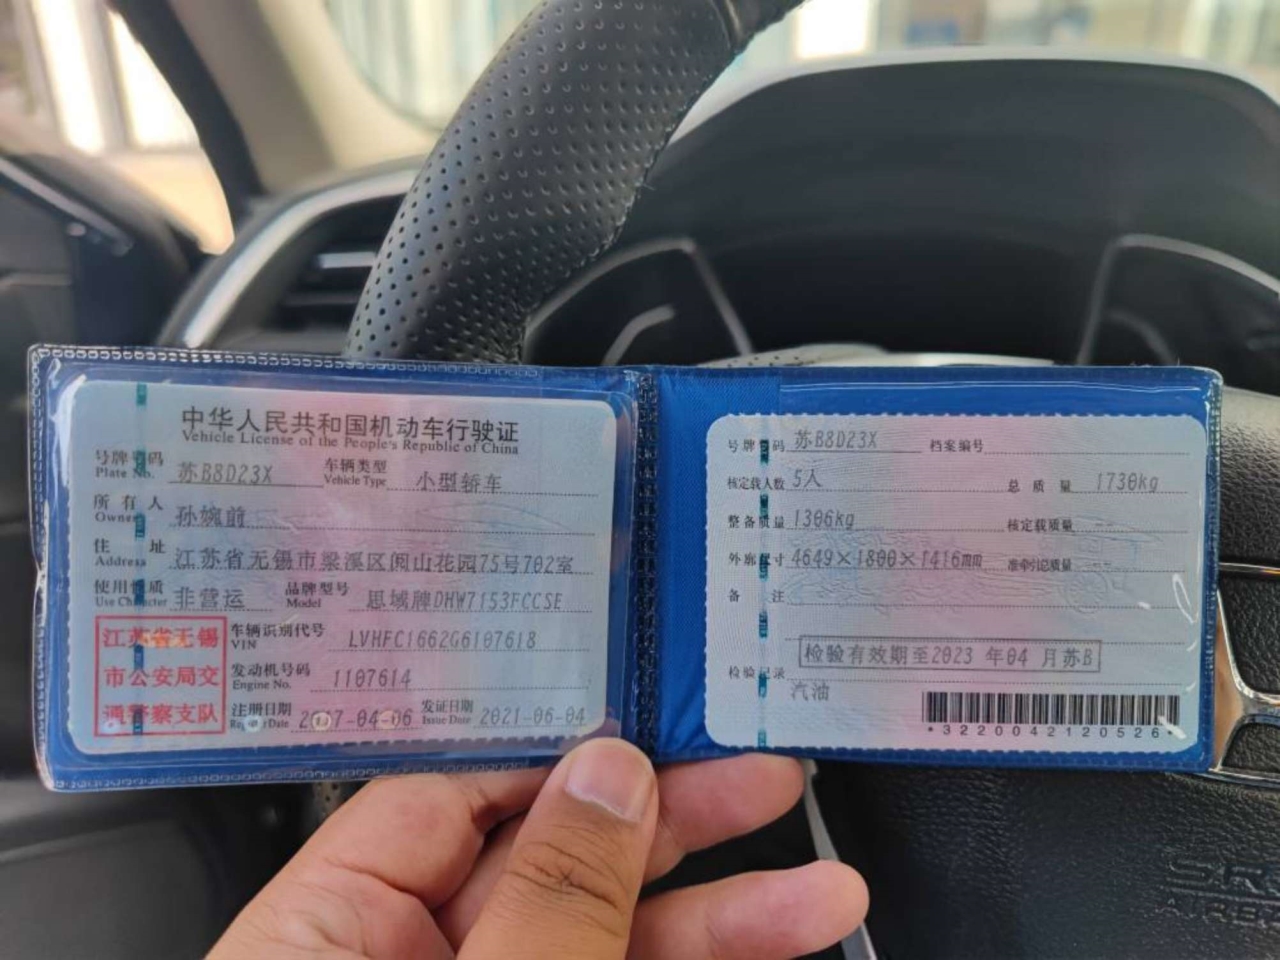 中华人民共和国机动车行驶证
Vehicle License of the People's Republic of China
号牌号码 苏B8D23X 车辆类型 小型轿车
Plate No. Vehicle Type
所有人 孙婉前
Owner
住址 江苏省无锡市梁溪区阅山花园75号702室
Address
使用性质 非营运 品牌型号 思域牌DHW7153FCCSE
Use Character Model
江苏省无锡
市公安局交
通警察支队
车辆识别代号 LVHFC1662G6107618
VIN
发动机号码 1107614
Engine No.
注册日期 2017-04-06 发证日期 2021-06-04
Register Date Issue Date
号牌号码 苏B8D23X 档案编号
核定载人数 5人 总质量 1730kg
整备质量 1306kg 核定载质量 --
外廓尺寸 4649×1800×1416mm 准牵引总质量 --
备注
检验有效期至2023 年04 月苏B
检验记录
汽油
*3220042120526*
SRS
AIRBAG